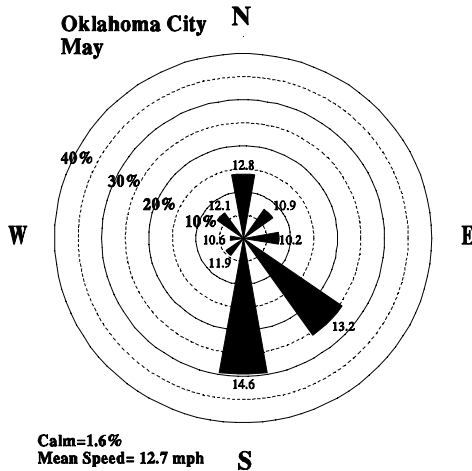 Oklahoma City
May
N
40%
30%
20%
10%
12.8
12.1
10.9
W
10.6
10.2
E
11.9
13.2
14.6
Calm=1.6%
Mean Speed= 12.7 mph
S